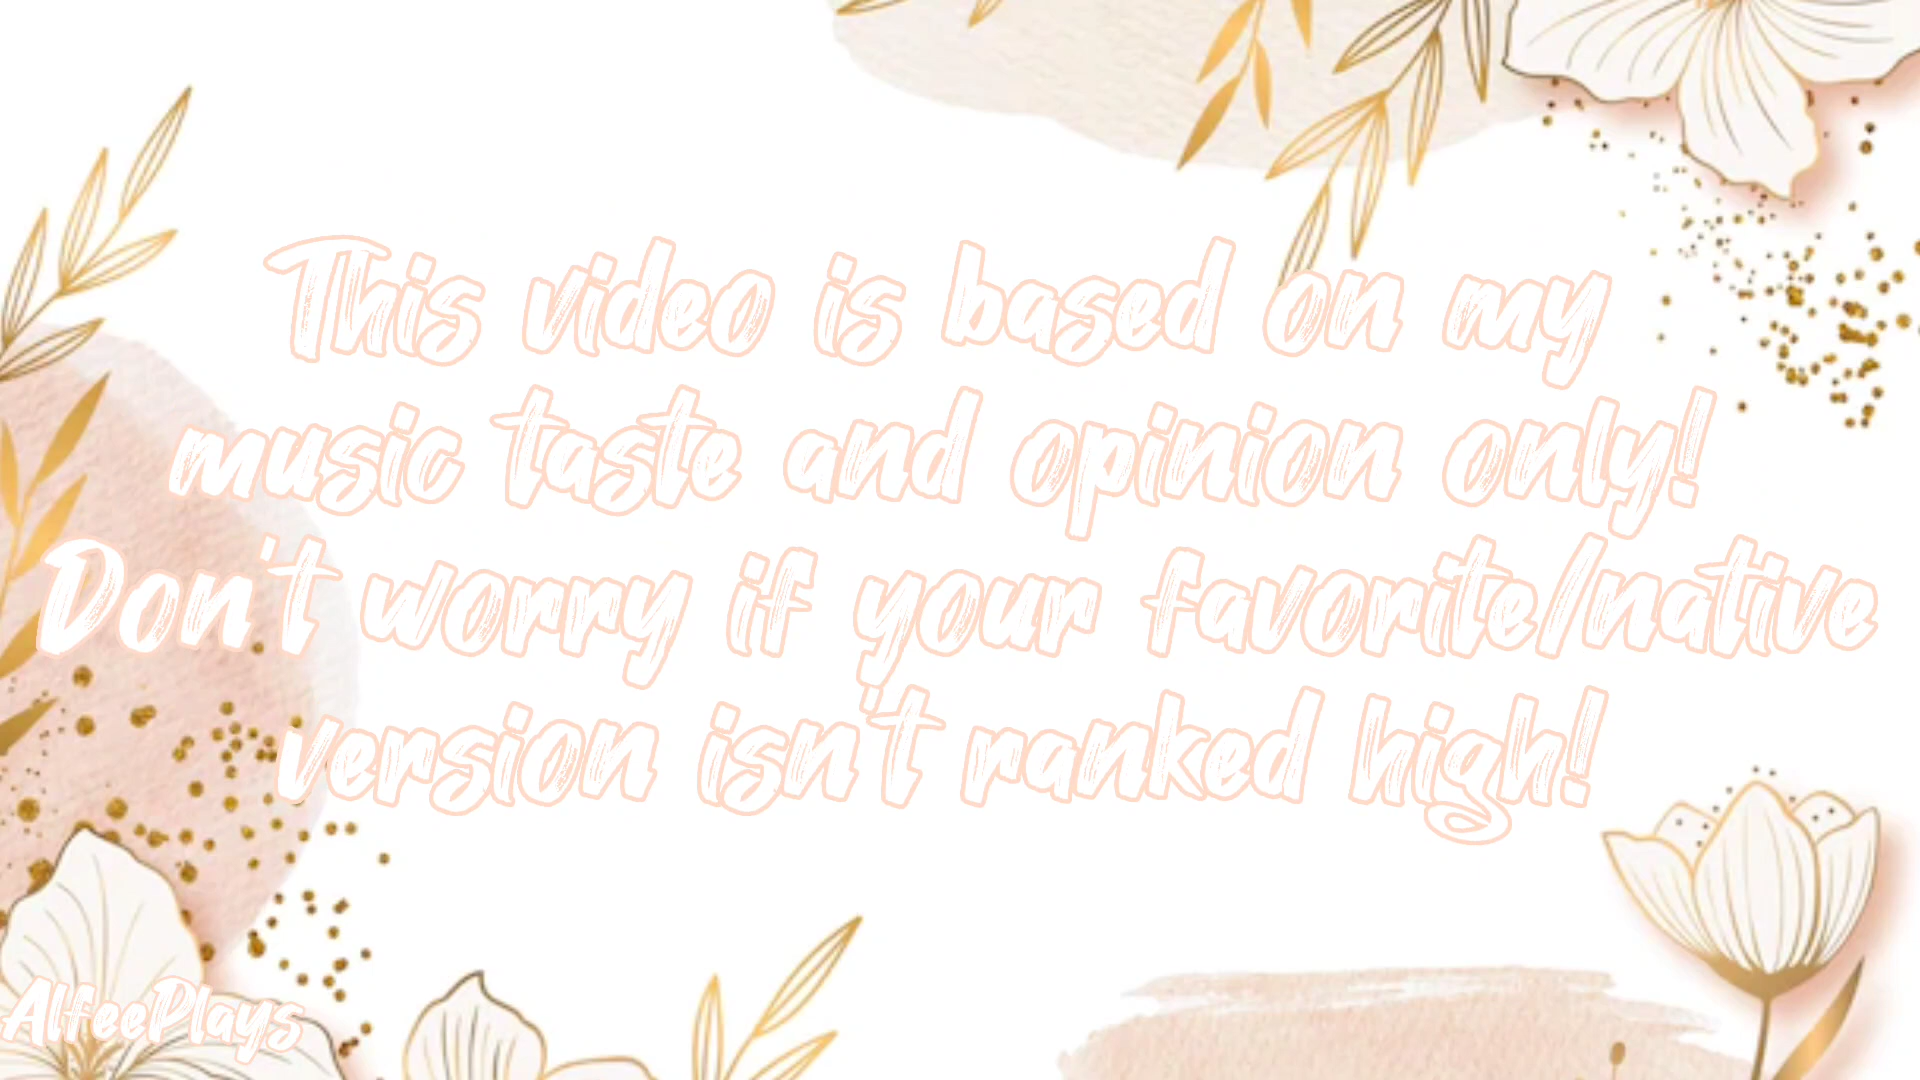 This video is based on my
music taste and opinion only!
Don't worry if your favorite/native
version isn't ranked high!
AlfeePlays